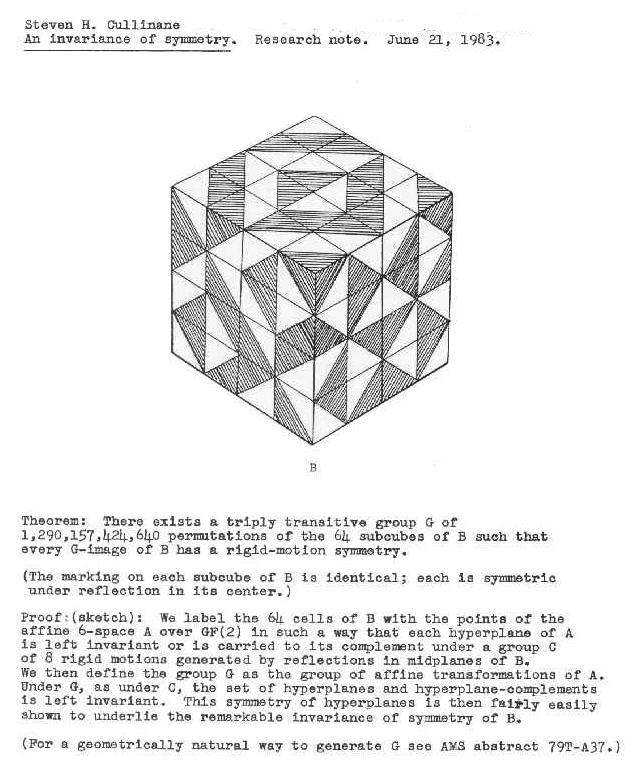 Steven H. Cullinane
An invariance of symmetry.  Research note.  June 21, 1983.
B
Theorem:  There exists a triply transitive group G of
1,290,157,424,640 permutations of the 64 subcubes of B such that
every G-image of B has a rigid-motion symmetry.
(The marking on each subcube of B is identical; each is symmetric
under reflection in its center.)
Proof:(sketch):  We label the 64 cells of B with the points of the
affine 6-space A over GF(2) in such a way that each hyperplane of A
is left invariant or is carried to its complement under a group C
of 8 rigid motions generated by reflections in midplanes of B.
We then define the group G as the group of affine transformations of A.
Under G, as under C, the set of hyperplanes and hyperplane-complements
is left invariant.  This symmetry of hyperplanes is then fairly easily
shown to underlie the remarkable invariance of symmetry of B.
(For a geometrically natural way to generate G see AMS abstract 79T-A37.)